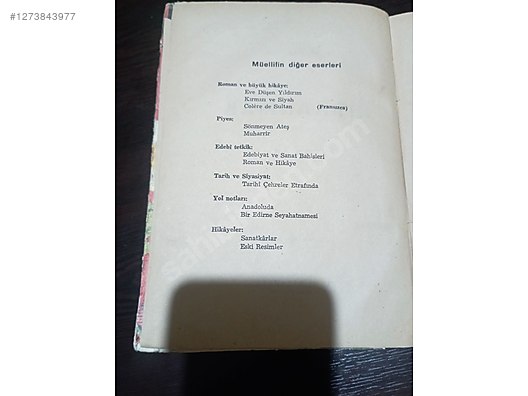 #1273843977
Müellifin diğer eserleri
Roman ve büyük hikâye:
Eve Düşen Yıldırım
Kırmızı ve Siyah
Colère de Sultan (Fransızca)
Piyes:
Sönmeyen Ateş
Muharrir
Edebî tetkik:
Edebiyat ve Sanat Bahisleri
Roman ve Hikâye
Tarih ve Siyasiyat:
Tarihî Çehreler Etrafında
Yol notları:
Anadoluda
Bir Edirne Seyahatnamesi
Hikâyeler:
Sanatkârlar
Eski Resimler